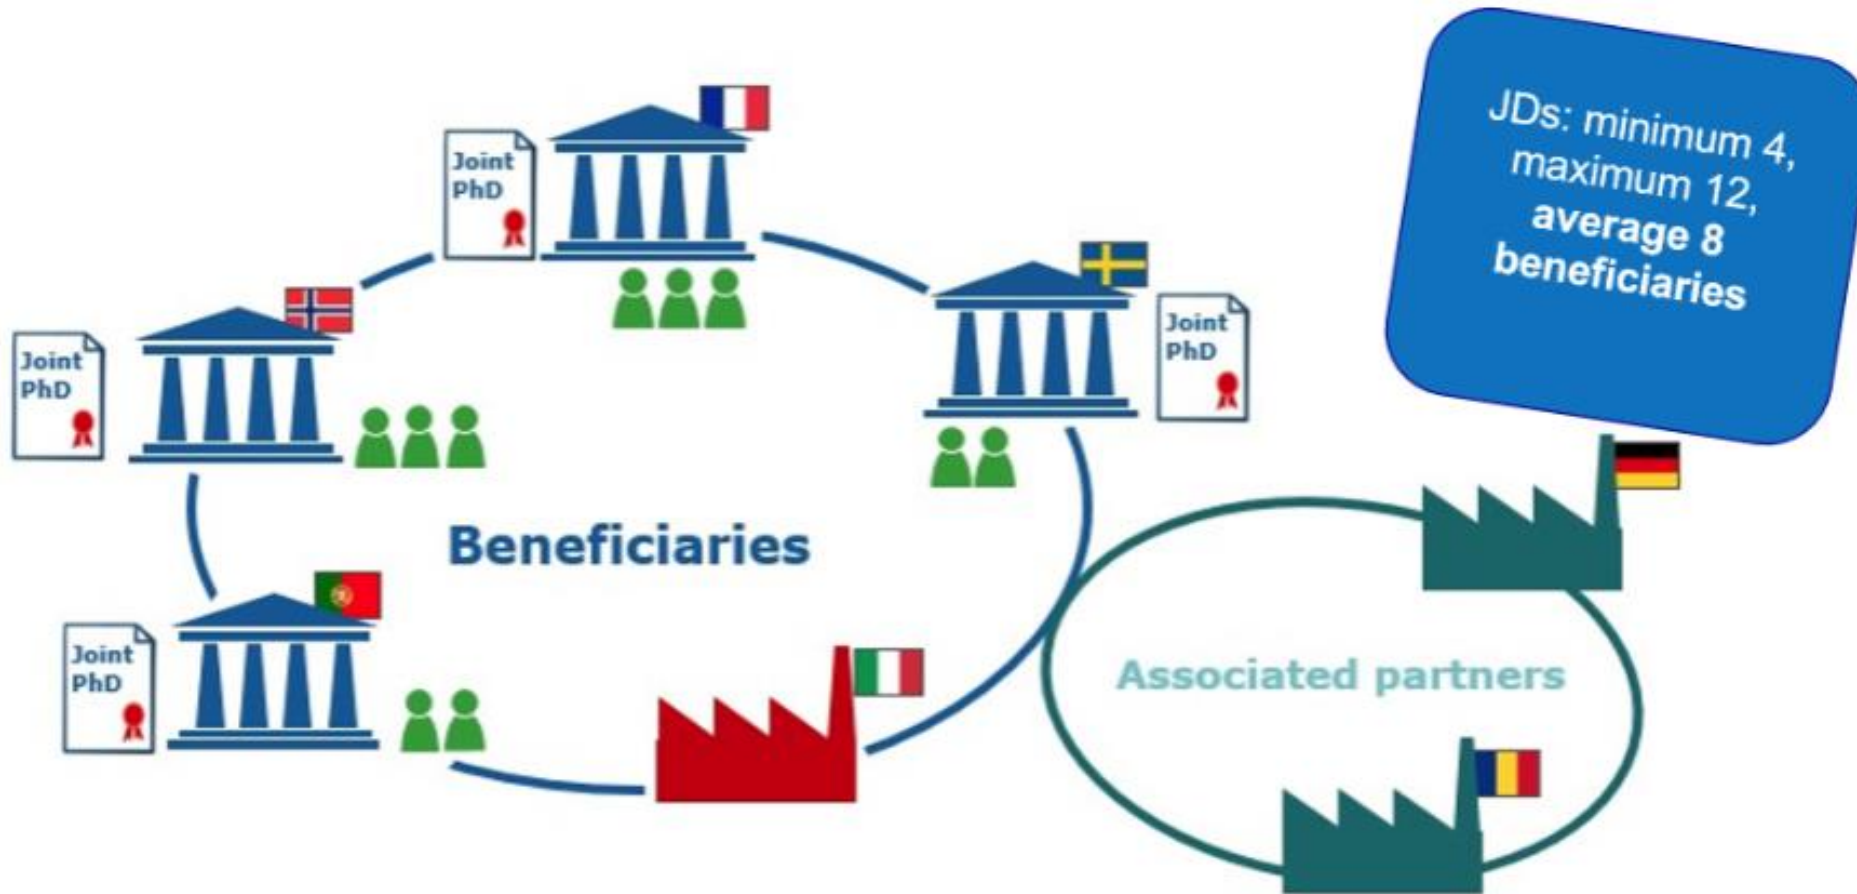 JDs: minimum 4,
maximum 12,
average 8
beneficiaries
Joint
PhD
Joint
PhD
Joint
PhD
Beneficiaries
Joint
PhD
Associated partners